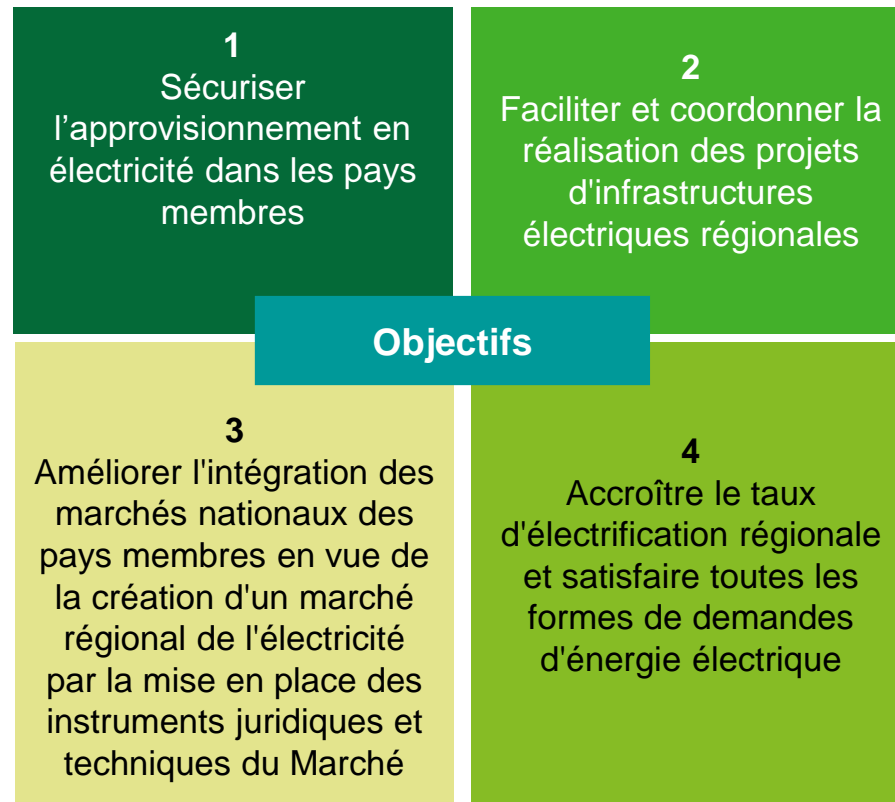 1
Sécuriser
l’approvisionnement en
électricité dans les pays
membres
2
Faciliter et coordonner la
réalisation des projets
d'infrastructures
électriques régionales
Objectifs
3
Améliorer l'intégration des
marchés nationaux des
pays membres en vue de
la création d'un marché
régional de l'électricité
par la mise en place des
instruments juridiques et
techniques du Marché
4
Accroître le taux
d'électrification régionale
et satisfaire toutes les
formes de demandes
d'énergie électrique